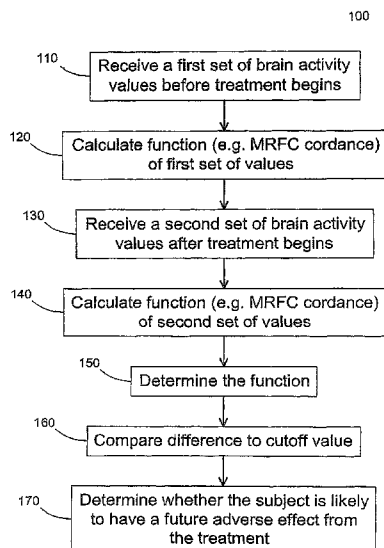 100
110
Receive a first set of brain activity
values before treatment begins
120
Calculate function (e.g. MRFC cordance)
of first set of values
130
Receive a second set of brain activity
values after treatment begins
140
Calculate function (e.g. MRFC cordance)
of second set of values
150
Determine the function
160
Compare difference to cutoff value
170
Determine whether the subject is likely
to have a future adverse effect from
the treatment